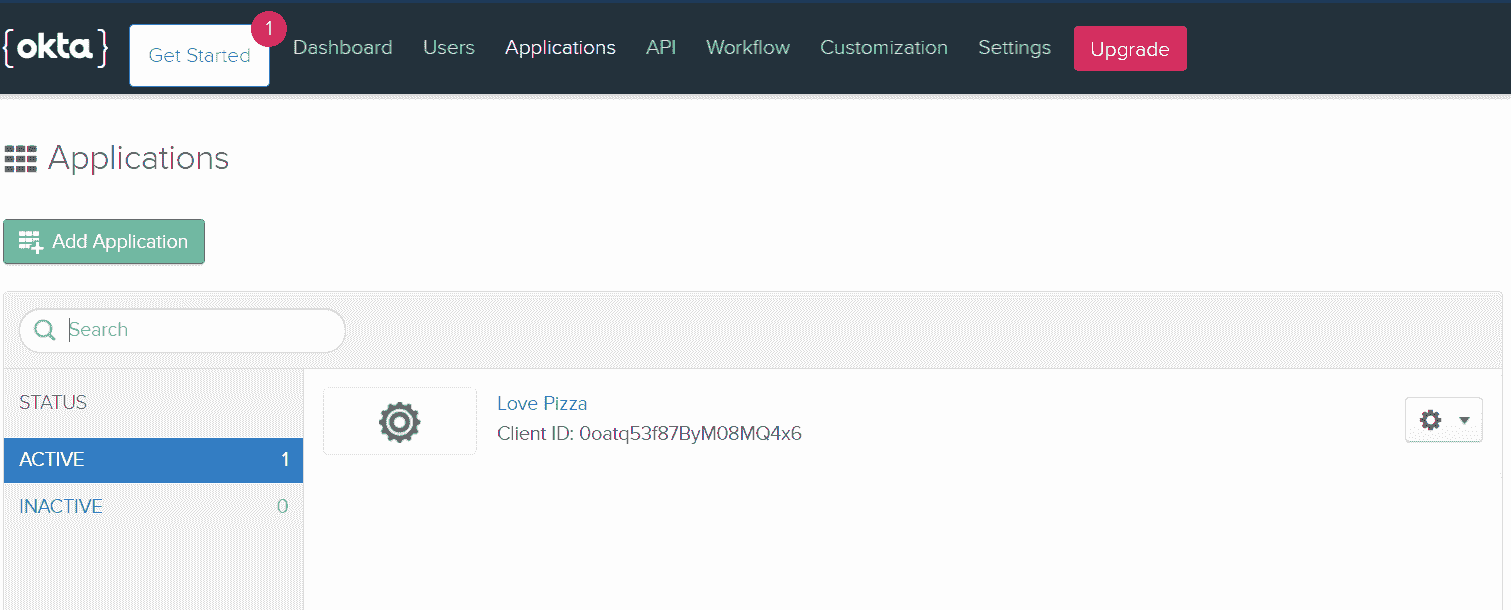 {okta}
Get Started
1
Dashboard
Users
Applications
API
Workflow
Customization
Settings
Upgrade
Applications
Add Application
Search
STATUS
ACTIVE 1
INACTIVE 0
Love Pizza
Client ID: 0oatq53f87ByM08MQ4x6